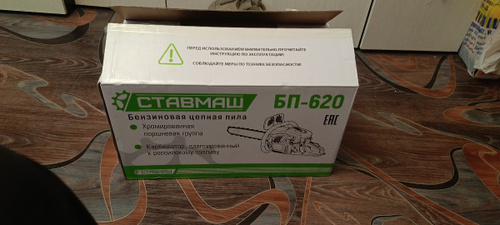 ПЕРЕД ИСПОЛЬЗОВАНИЕМ ВНИМАТЕЛЬНО ПРОЧИТАЙТЕ
ИНСТРУКЦИЮ ПО ЭКСПЛУАТАЦИИ!
СОБЛЮДАЙТЕ МЕРЫ ПО ТЕХНИКЕ БЕЗОПАСНОСТИ!
СТАВМАШ
БП-620
Бензиновая цепная пила
EAC
Хромированная
поршневая группа
Карбюратор, адаптированный
к российскому топливу
СТАВМАШ